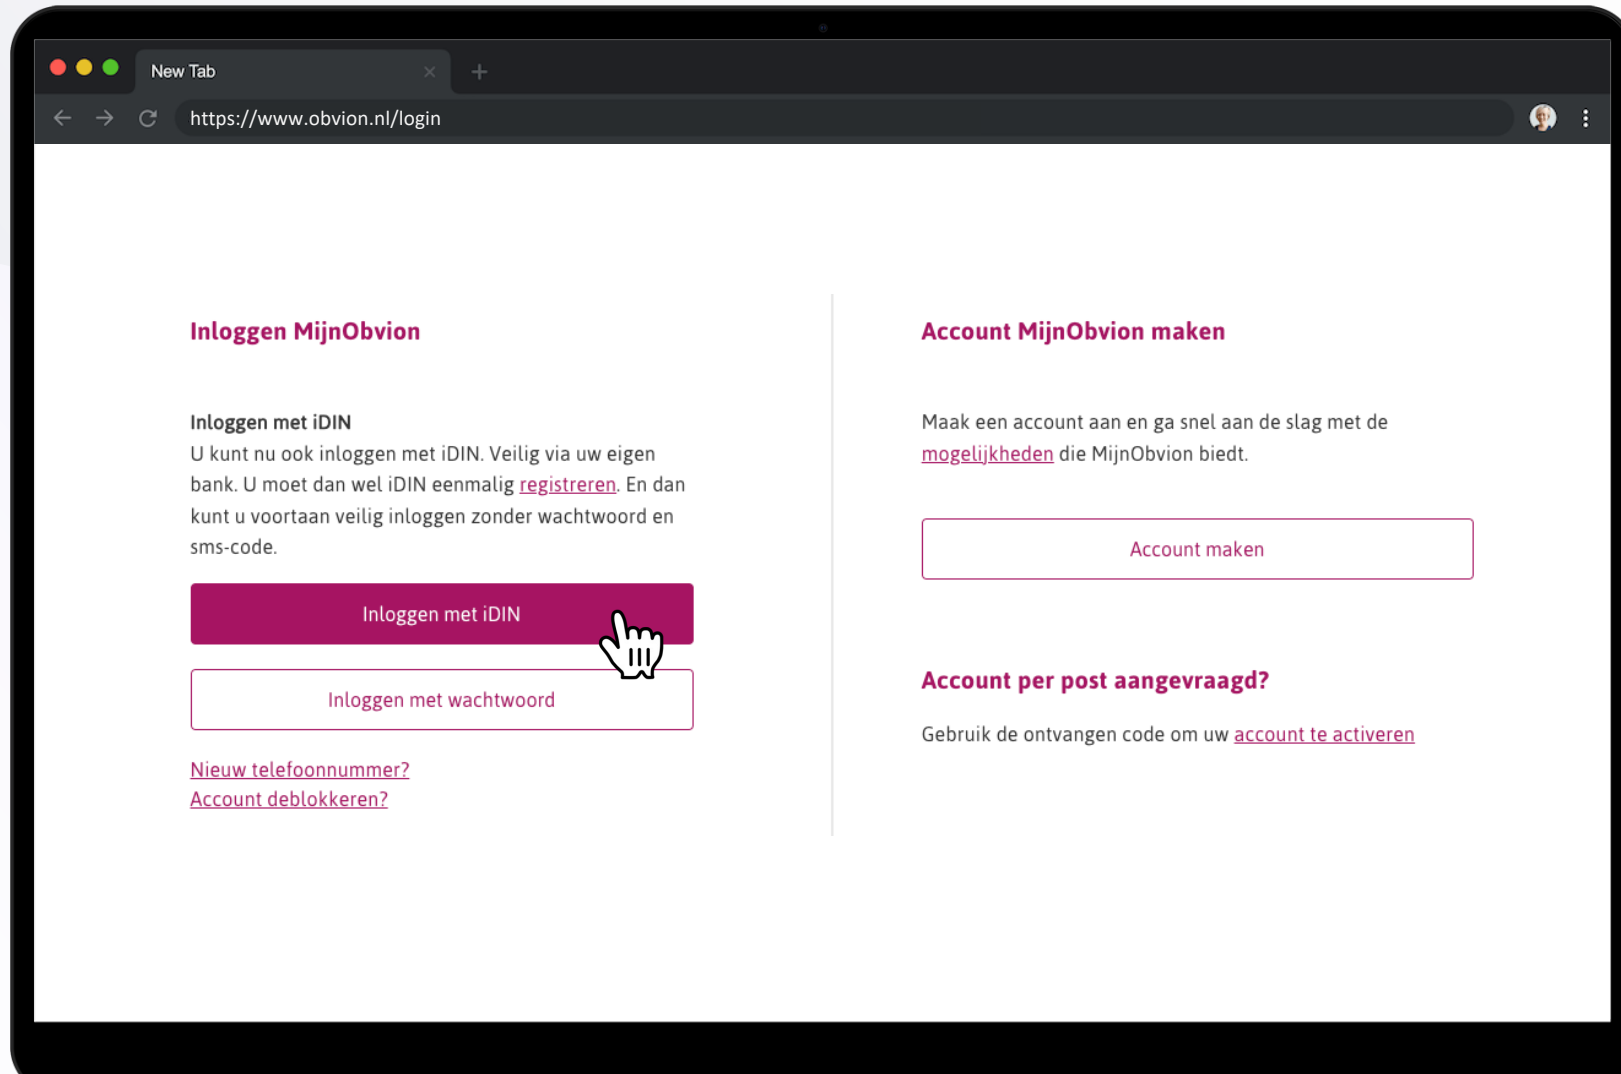 New Tab
https://www.obvion.nl/login
Inloggen MijnObvion
Inloggen met iDIN
U kunt nu ook inloggen met iDIN. Veilig via uw eigen
bank. U moet dan wel iDIN eenmalig registreren. En dan
kunt u voortaan veilig inloggen zonder wachtwoord en
sms-code.
Inloggen met iDIN
Inloggen met wachtwoord
Nieuw telefoonnummer?
Account deblokkeren?
Account MijnObvion maken
Maak een account aan en ga snel aan de slag met de
mogelijkheden die MijnObvion biedt.
Account maken
Account per post aangevraagd?
Gebruik de ontvangen code om uw account te activeren